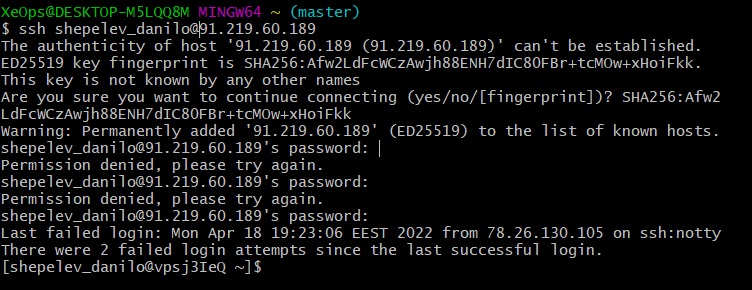 XeOps@DESKTOP-M5LQQ8M MINGW64 ~ (master)
$ ssh shepelev_danilo@91.219.60.189
The authenticity of host '91.219.60.189 (91.219.60.189)' can't be established.
ED25519 key fingerprint is SHA256:Afw2LdFcWCzAwjh88ENH7dIC8OFBr+tcMOw+xHoiFkk.
This key is not known by any other names
Are you sure you want to continue connecting (yes/no/[fingerprint])? SHA256:Afw2
LdFcWCzAwjh88ENH7dIC8OFBr+tcMOw+xHoiFkk
Warning: Permanently added '91.219.60.189' (ED25519) to the list of known hosts.
shepelev_danilo@91.219.60.189's password:
Permission denied, please try again.
shepelev_danilo@91.219.60.189's password:
Permission denied, please try again.
shepelev_danilo@91.219.60.189's password:
Last failed login: Mon Apr 18 19:23:06 EEST 2022 from 78.26.130.105 on ssh:notty
There were 2 failed login attempts since the last successful login.
[shepelev_danilo@vpsj3IeQ ~]$